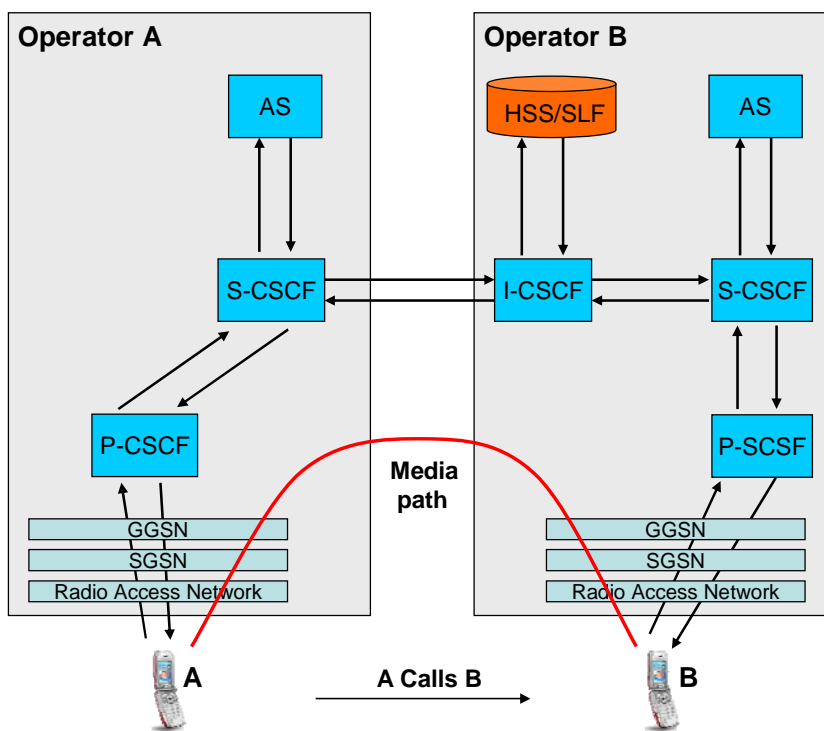 Operator A
Operator B
AS
HSS/SLF
AS
S-CSCF
I-CSCF
S-CSCF
P-CSCF
P-SCSF
Media
path
GGSN
GGSN
SGSN
SGSN
Radio Access Network
Radio Access Network
A
A Calls B
B